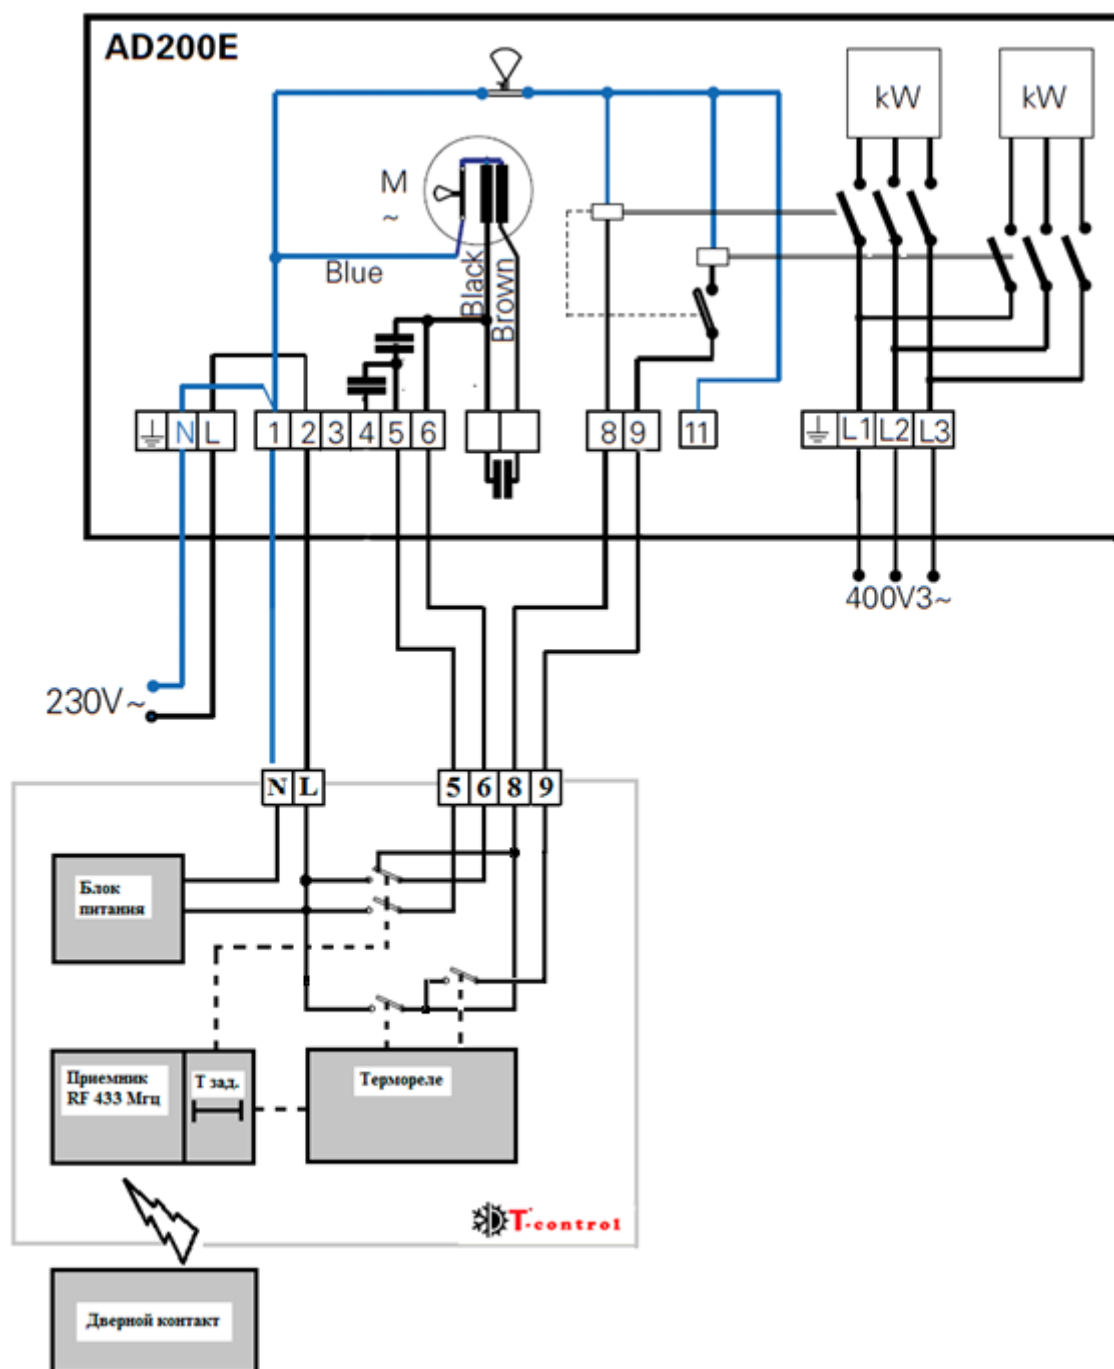 AD200E
kW
kW
M
~
Blue
Black
Brown
N
L
1
2
3
4
5
6
8
9
11
L1
L2
L3
400V3~
230V~
N
L
5
6
8
9
Блок
питания
Приемник
RF 433 Мгц
Т зад.
Термореле
T·control
Дверной контакт